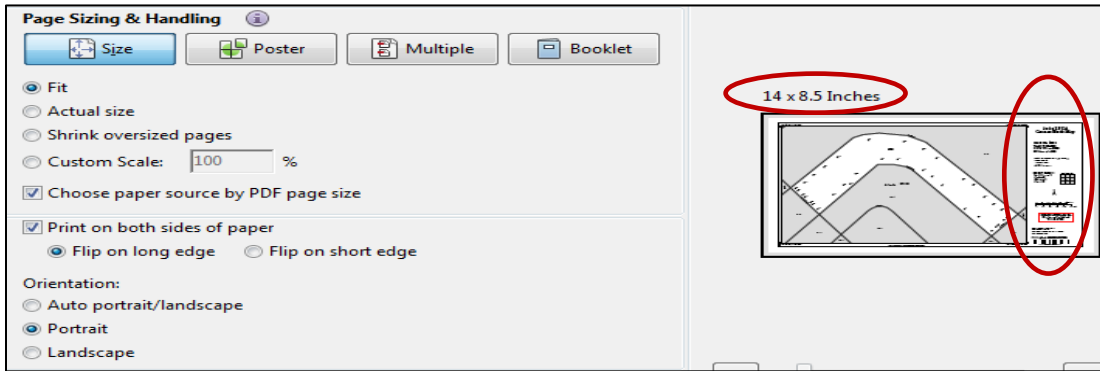 Page Sizing & Handling
Size Poster Multiple Booklet
Fit
Actual size
Shrink oversized pages
Custom Scale: 100 %
Choose paper source by PDF page size
Print on both sides of paper
Flip on long edge Flip on short edge
Orientation:
Auto portrait/landscape
Portrait
Landscape
14 x 8.5 Inches